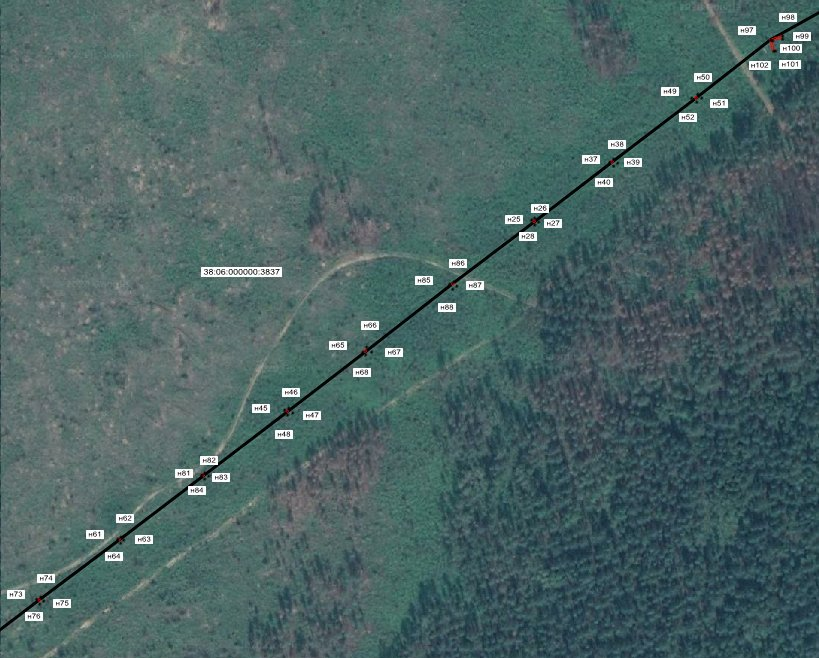 н98
н97
н99
н100
н102 н101
н50
н49
н51
н52
н38
н37 н39
н40
н26
н25 н27
н28
38:06:000000:3837
н86
н85 н87
н88
н66
н65 н67
н68
н46
н45 н47
н48
н82
н81 н83
н84
н62
н61 н63
н64
н74
н73 н75
н76